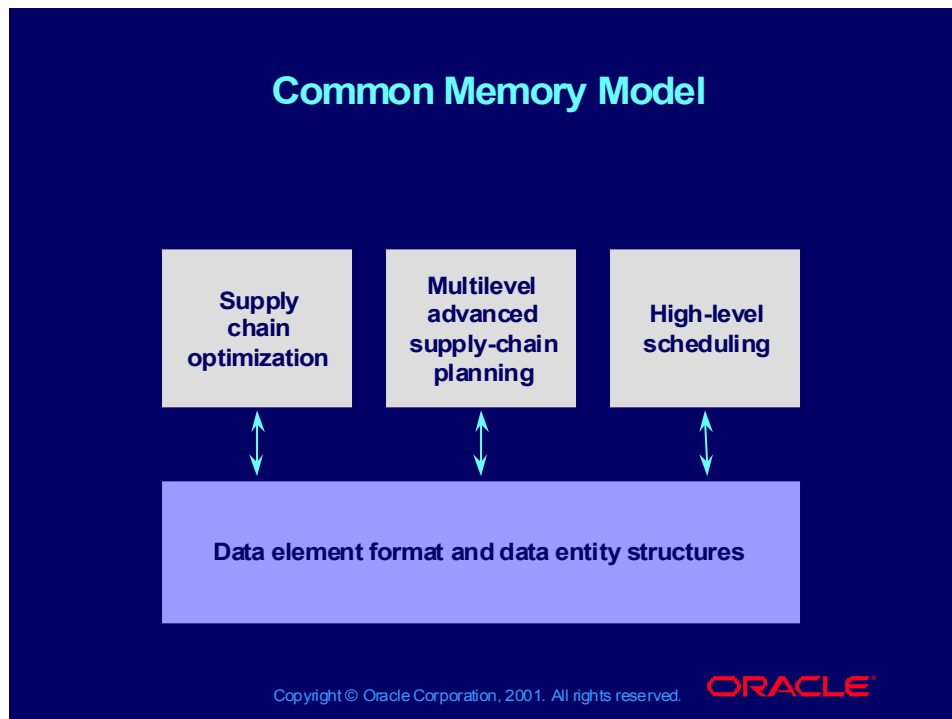 Common Memory Model
Supply
chain
optimization
Multilevel
advanced
supply-chain
planning
High-level
scheduling
Data element format and data entity structures
Copyright © Oracle Corporation, 2001. All rights reserved.
ORACLE®